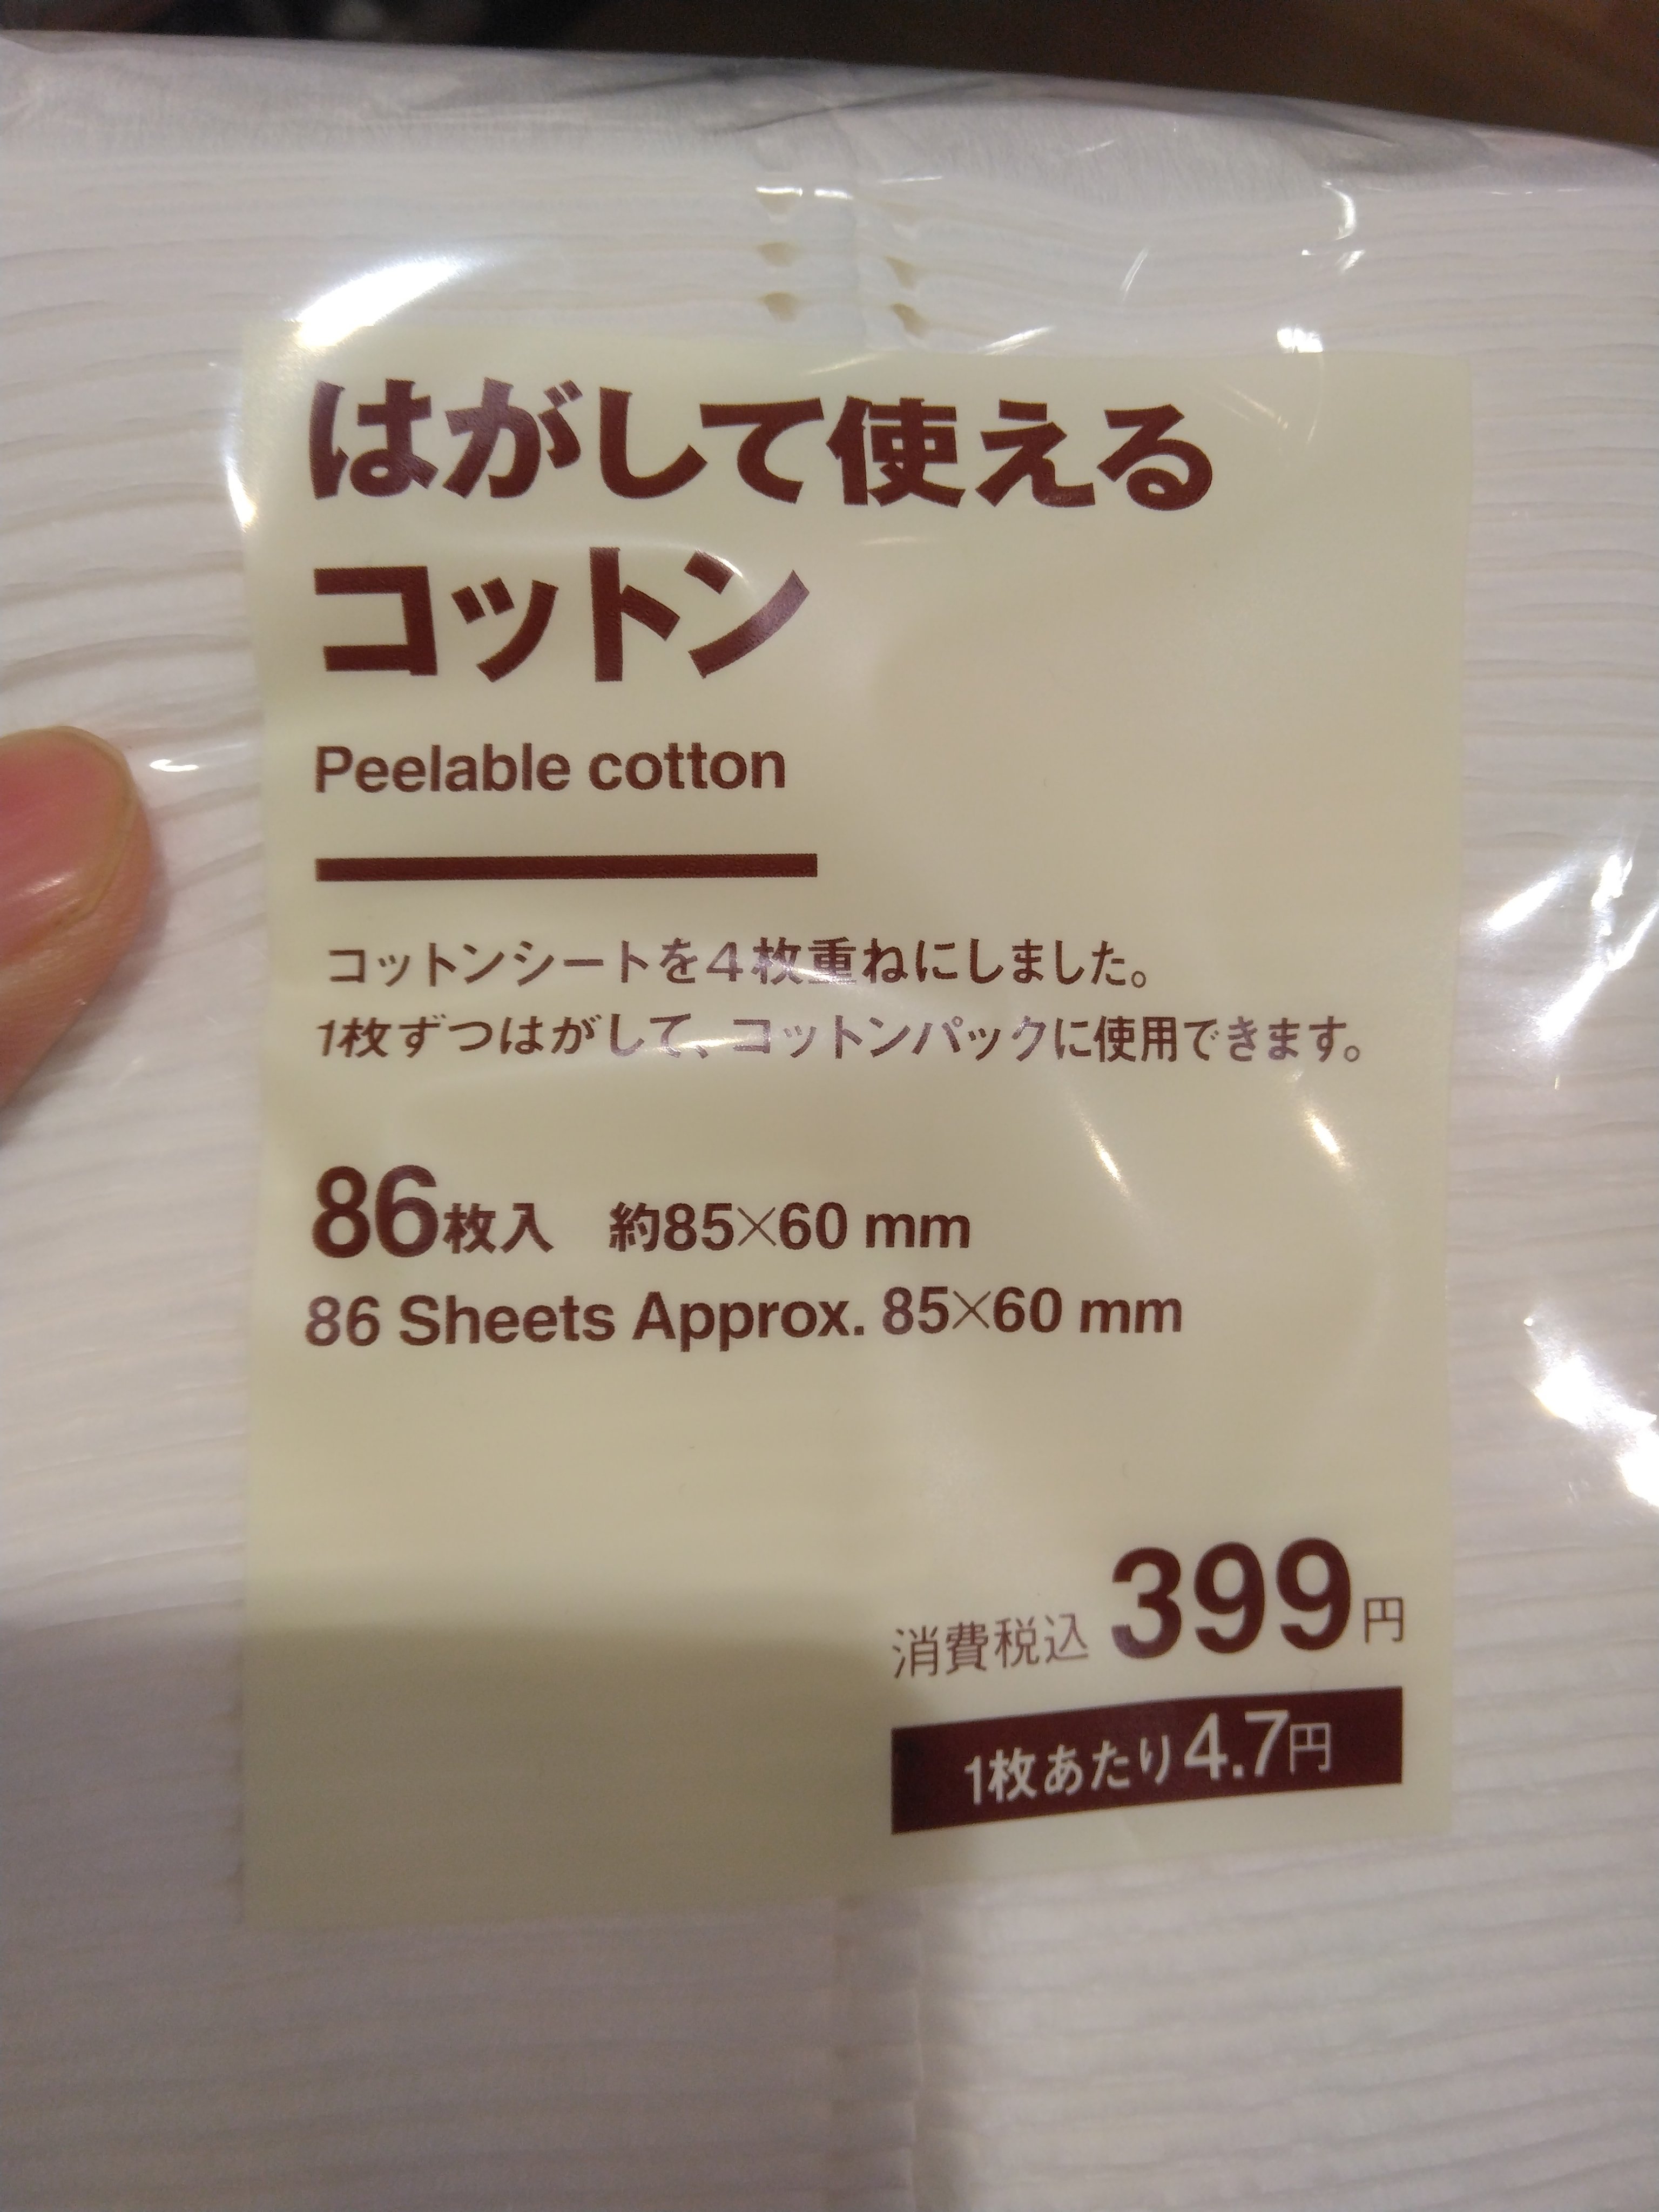 はがして使える
コットン
Peelable cotton
コットンシートを4枚重ねにしました。
1枚ずつはがして、コットンパックに使用できます。
86枚入 約85×60 mm
86 Sheets Approx. 85×60 mm
消費税込 399円
1枚あたり4.7円